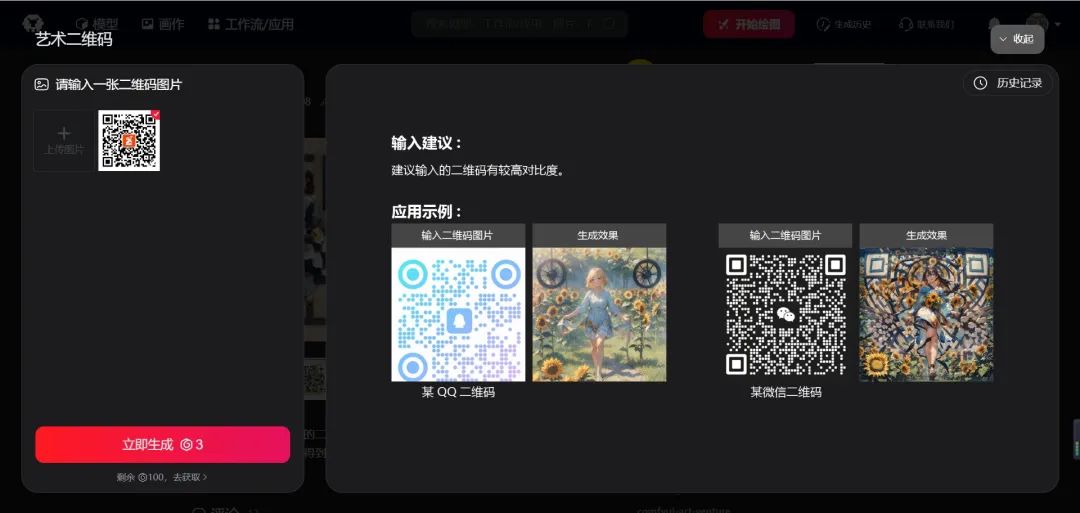 模型
画作
工作流/应用
开始绘图
生成历史
联系我们
艺术二维码
收起
请输入一张二维码图片
历史记录
上传图片
输入建议：
建议输入的二维码有较高对比度。
应用示例：
输入二维码图片
生成效果
输入二维码图片
生成效果
某 QQ 二维码
某微信二维码
立即生成 3
剩余 100，去获取 >